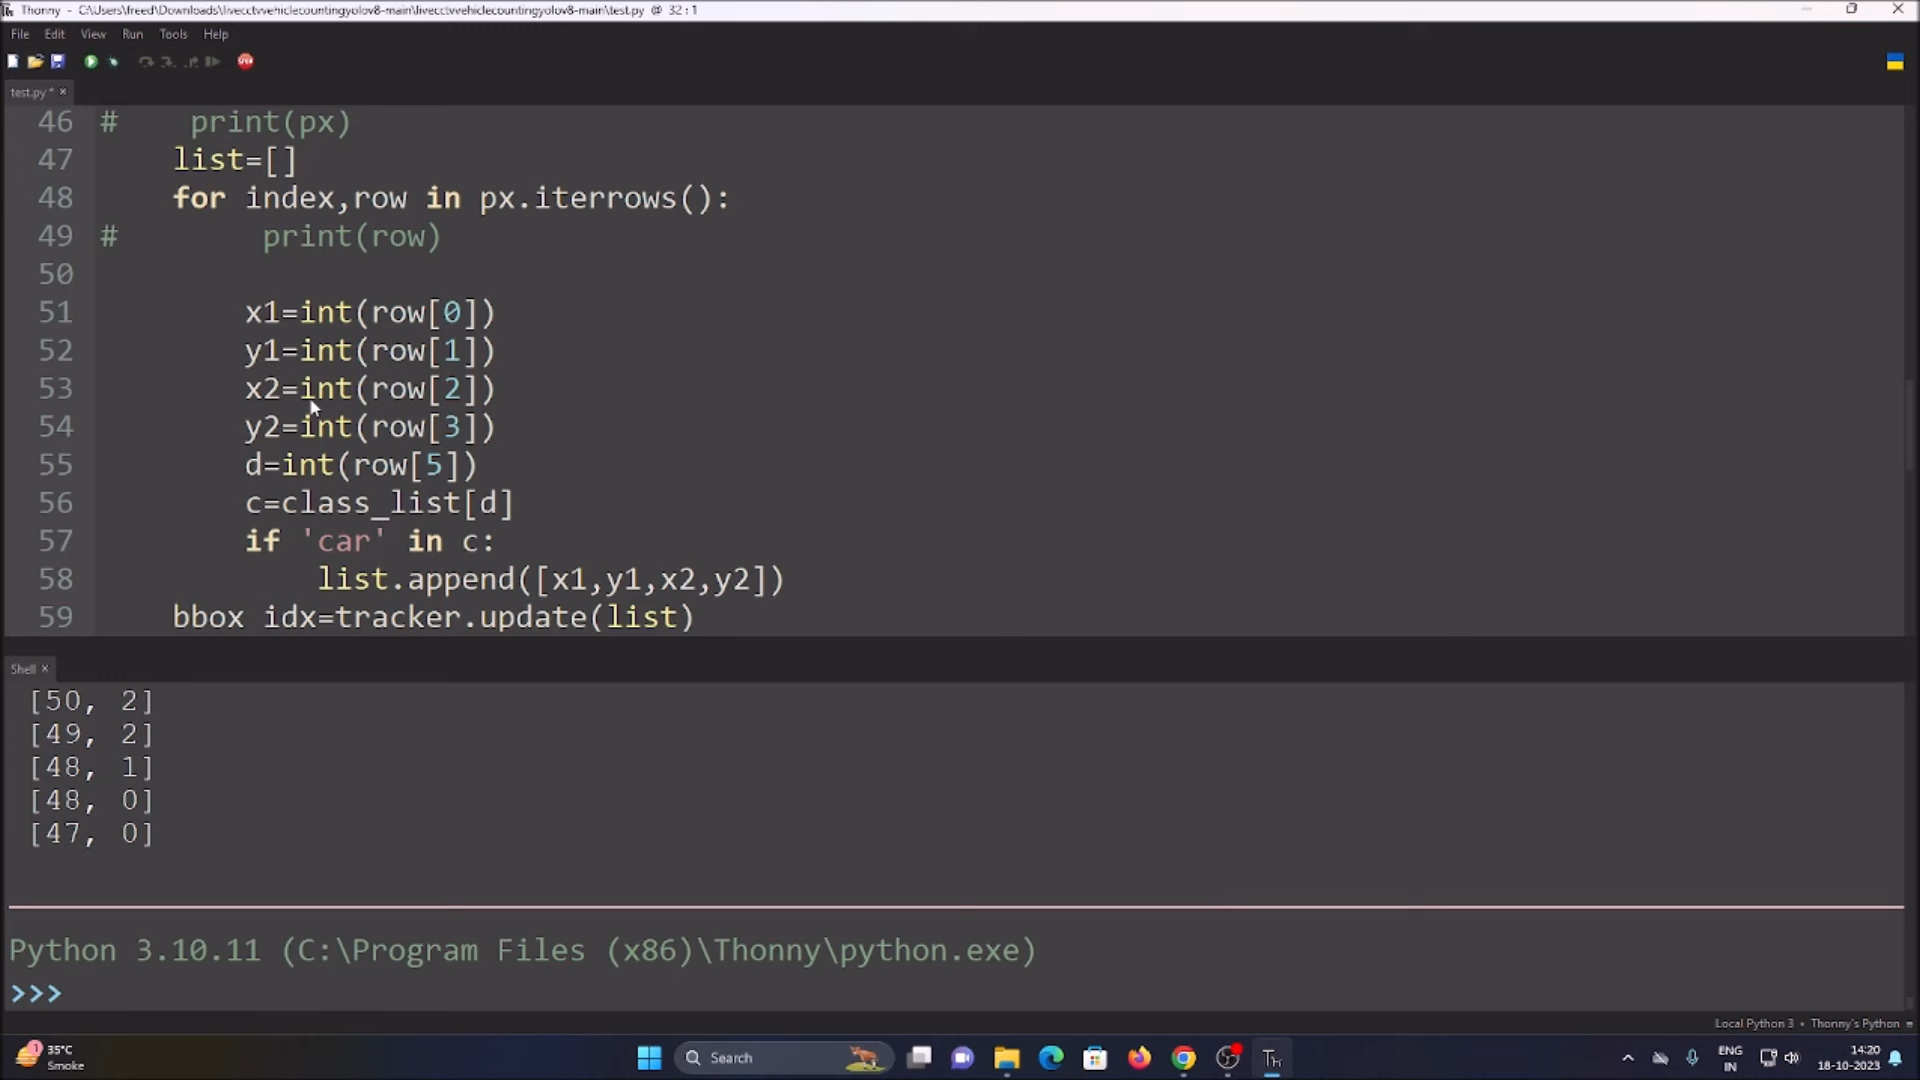 Thonny - C:\Users\freed\Downloads\livecctvvehiclecountingyolov8-main\livecctvvehiclecountingyolov8-main\test.py @ 32:1
File Edit View Run Tools Help
STOP
test.py * ×
46 #    print(px)
47     list=[]
48     for index,row in px.iterrows():
49 #        print(row)
50
51         x1=int(row[0])
52         y1=int(row[1])
53         x2=int(row[2])
54         y2=int(row[3])
55         d=int(row[5])
56         c=class_list[d]
57         if 'car' in c:
58             list.append([x1,y1,x2,y2])
59     bbox idx=tracker.update(list)
Shell ×
[50, 2]
[49, 2]
[48, 1]
[48, 0]
[47, 0]
Python 3.10.11 (C:\Program Files (x86)\Thonny\python.exe)
>>>
Local Python 3 • Thonny's Python
1
35°C
Smoke
Search
Th
ENG
IN
14:20
18-10-2023